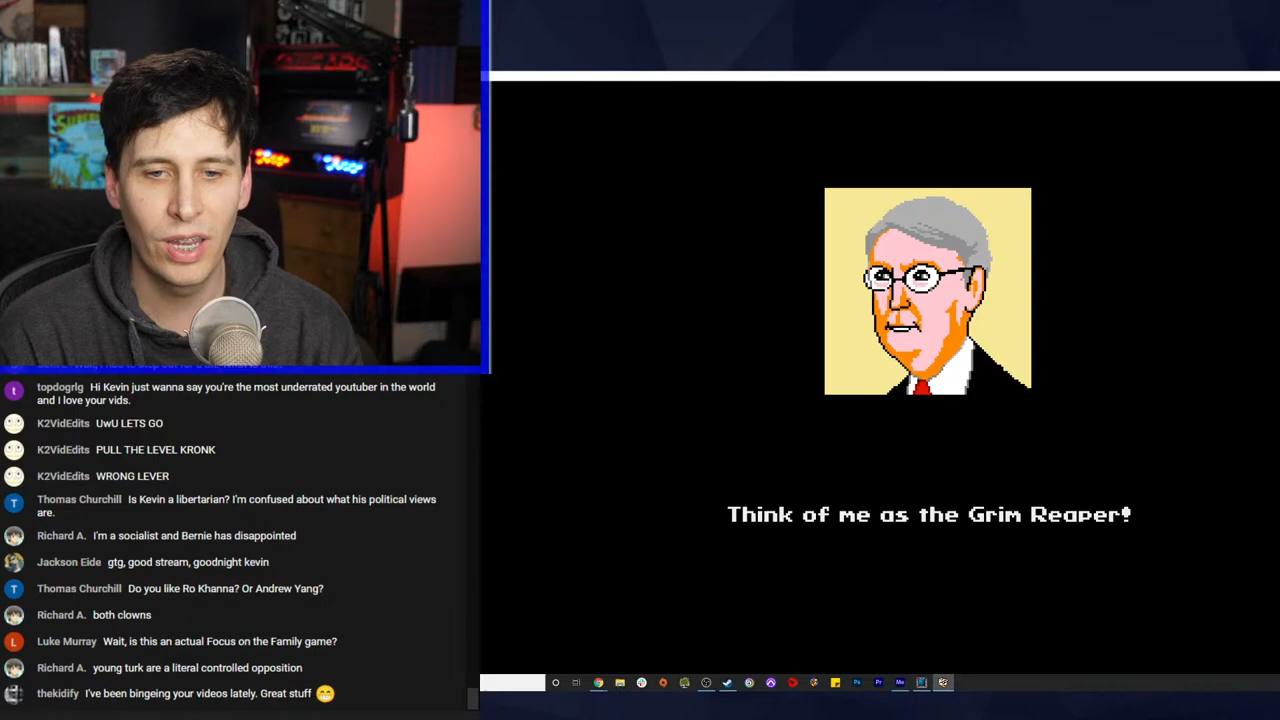 topdogrlg Hi Kevin just wanna say you're the most underrated youtuber in the world
and I love your vids.
K2VidEdits UwU LETS GO
K2VidEdits PULL THE LEVEL KRONK
K2VidEdits WRONG LEVER
Thomas Churchill Is Kevin a libertarian? I'm confused about what his political views
are.
Richard A. I'm a socialist and Bernie has disappointed
Jackson Eide gtg, good stream, goodnight kevin
Thomas Churchill Do you like Ro Khanna? Or Andrew Yang?
Richard A. both clowns
Luke Murray Wait, is this an actual Focus on the Family game?
Richard A. young turk are a literal controlled opposition
thekidify I've been bingeing your videos lately. Great stuff 😁
Think of me as the Grim Reaper!